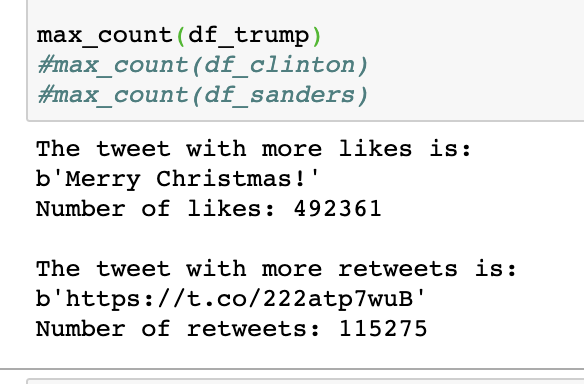 max_count(df_trump)
#max_count(df_clinton)
#max_count(df_sanders)
The tweet with more likes is:
b'Merry Christmas!'
Number of likes: 492361
The tweet with more retweets is:
b'https://t.co/222atp7wuB'
Number of retweets: 115275